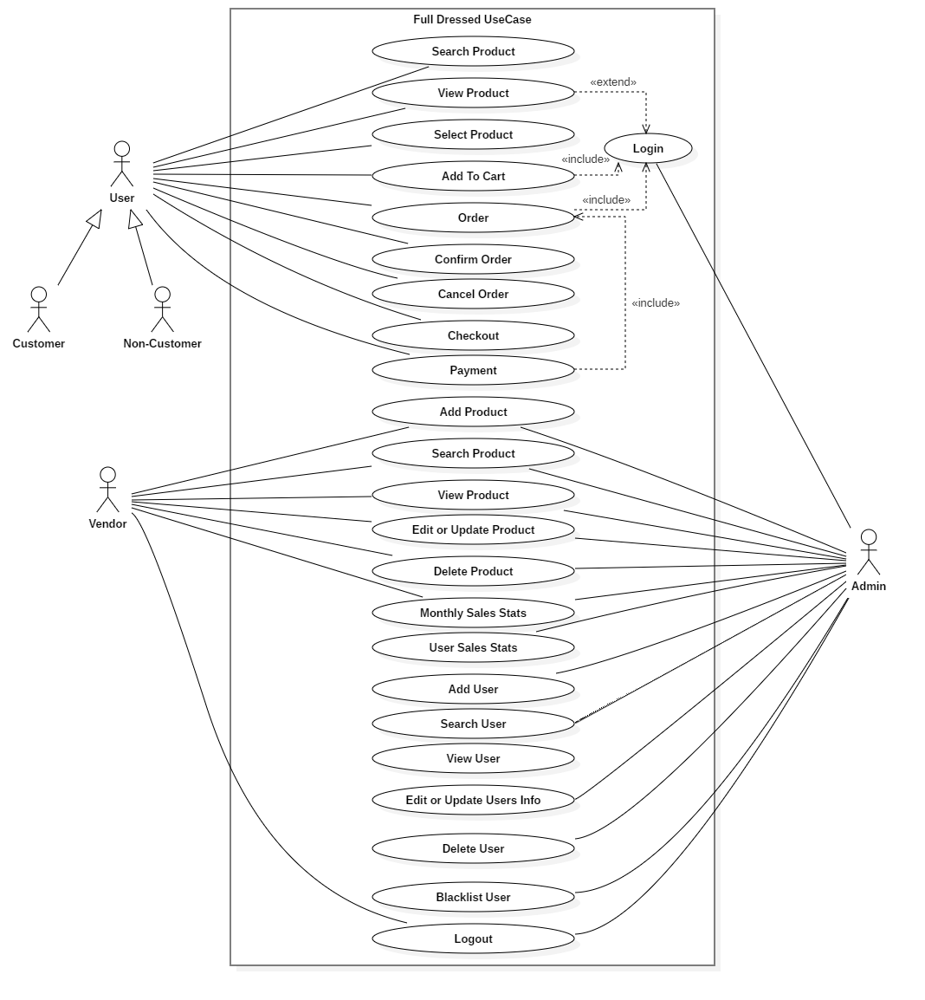 Full Dressed UseCase
Search Product
View Product
«extend»
Select Product
Login
«include»
Add To Cart
User
«include»
Order
Confirm Order
Cancel Order
«include»
Checkout
Customer
Non-Customer
Payment
Add Product
Search Product
View Product
Vendor
Edit or Update Product
Delete Product
Admin
Monthly Sales Stats
User Sales Stats
Add User
Search User
View User
Edit or Update Users Info
Delete User
Blacklist User
Logout